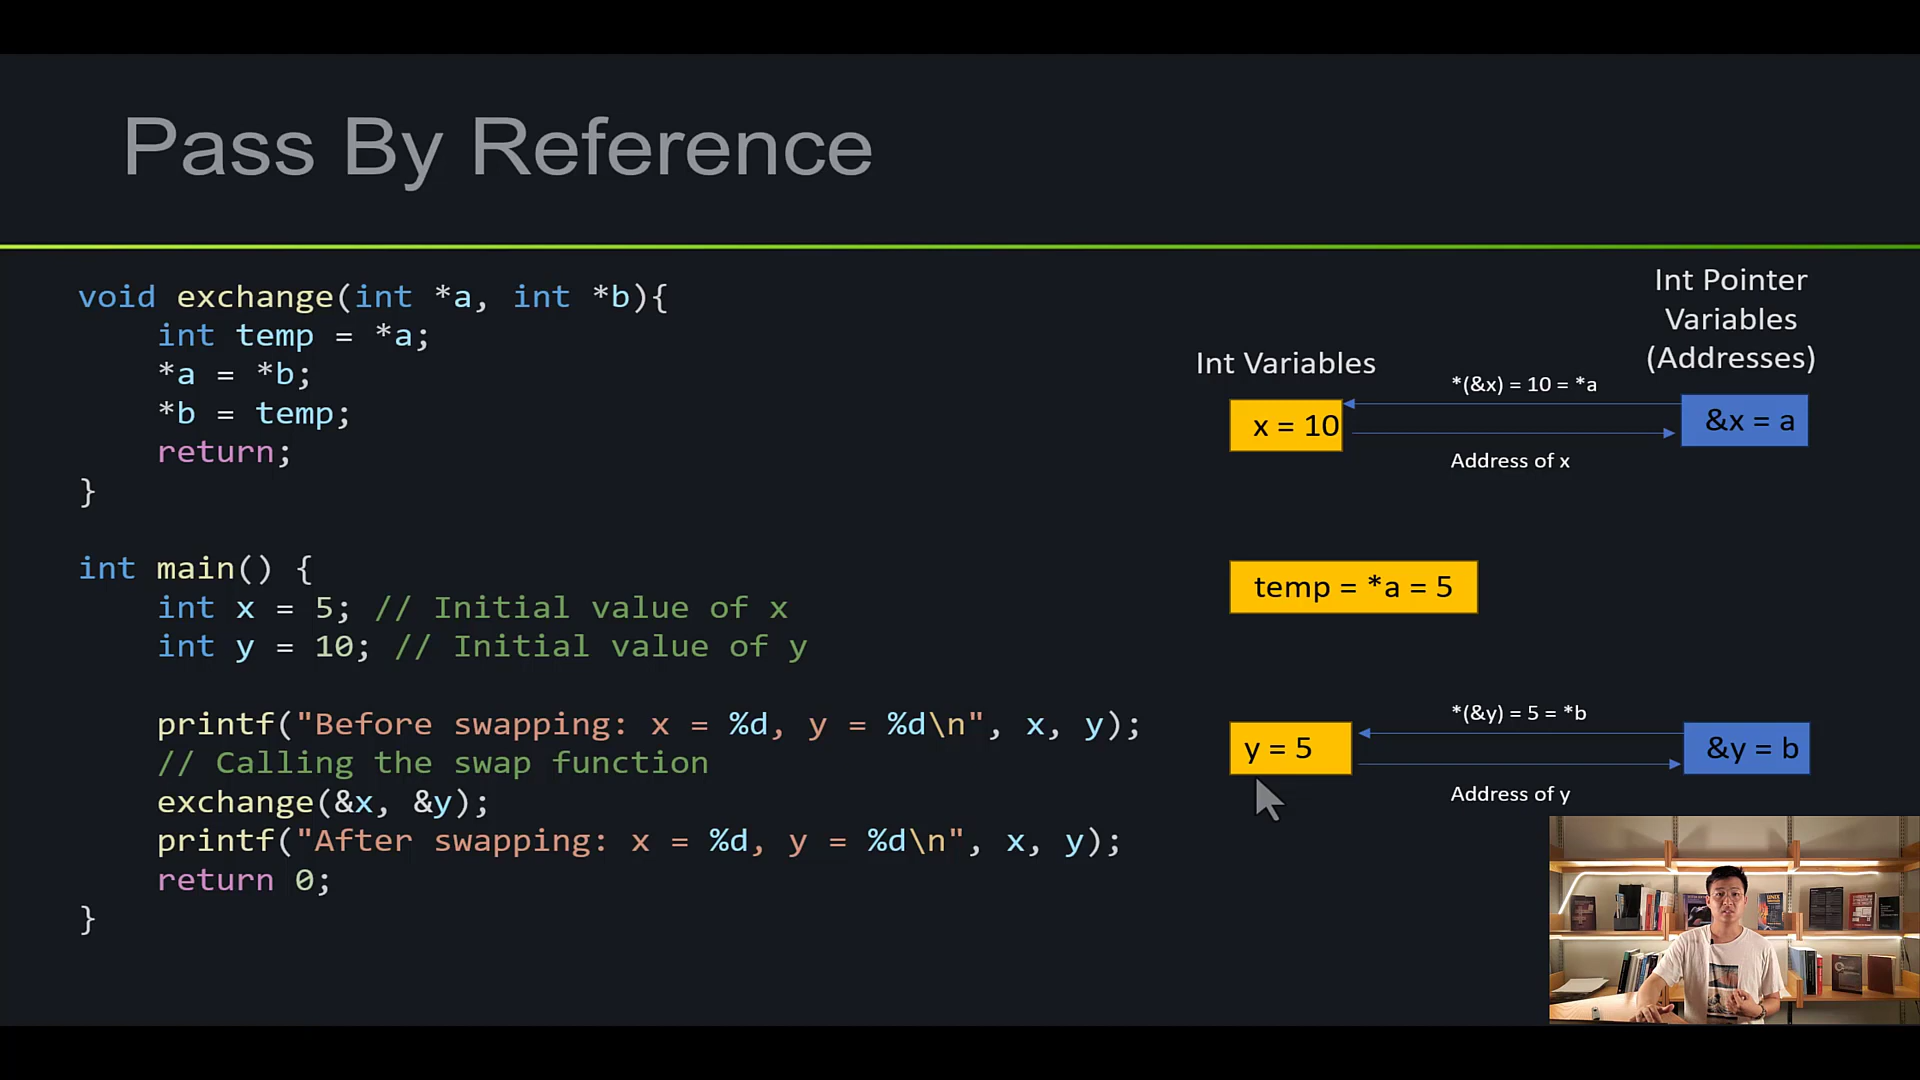 Pass By Reference
void exchange(int *a, int *b){
int temp = *a;
*a = *b;
*b = temp;
return;
}
int main() {
int x = 5; // Initial value of x
int y = 10; // Initial value of y
printf("Before swapping: x = %d, y = %d\n", x, y);
// Calling the swap function
exchange(&x, &y);
printf("After swapping: x = %d, y = %d\n", x, y);
return 0;
}
Int Pointer
Variables
(Addresses)
Int Variables
*(&x) = 10 = *a
x = 10
&x = a
Address of x
temp = *a = 5
*(&y) = 5 = *b
y = 5
&y = b
Address of y
UNIX